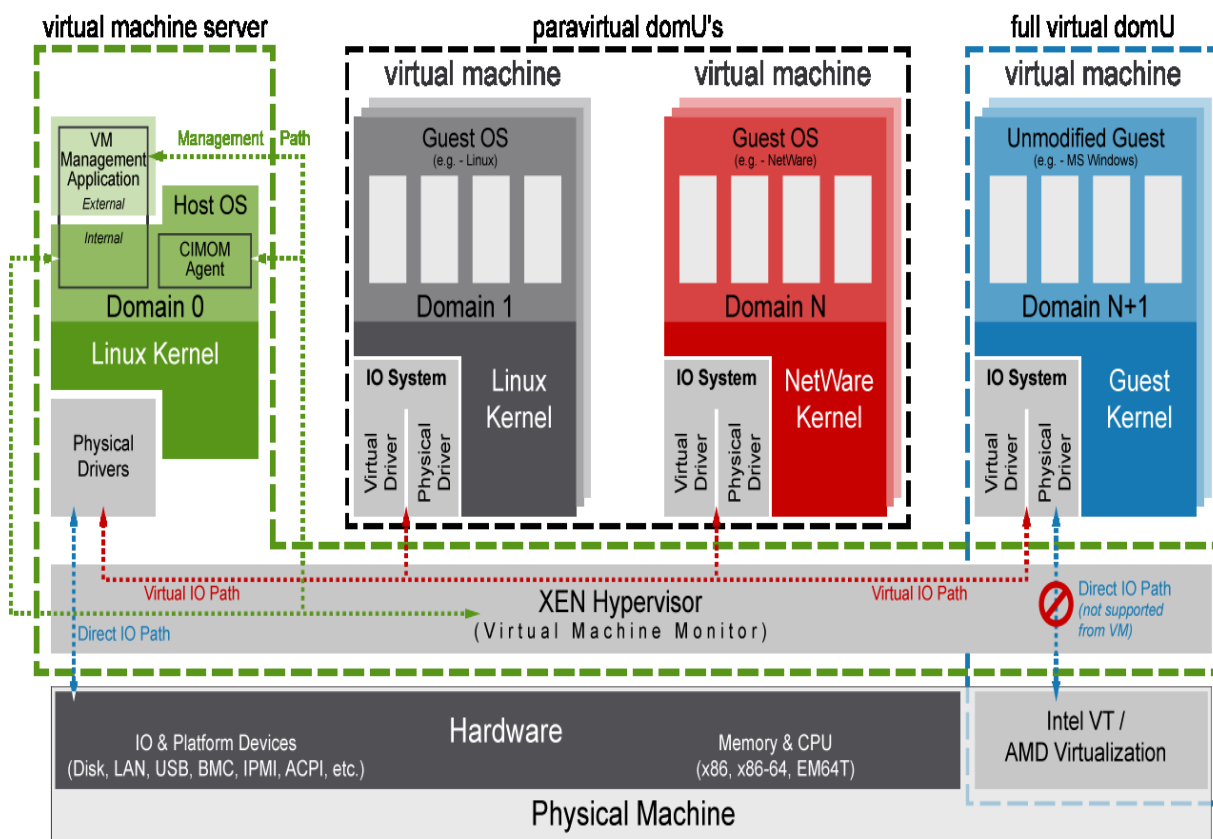 virtual machine server
paravirtual domU's
full virtual domU
virtual machine
virtual machine
virtual machine
VM
Management
Application
External
Internal
Management Path
Host OS
CIMOM
Agent
Domain 0
Linux Kernel
Physical
Drivers
Guest OS
(e.g. - Linux)
Domain 1
IO System
Virtual
Driver
Physical
Driver
Linux
Kernel
Guest OS
(e.g. - NetWare)
Domain N
IO System
Virtual
Driver
Physical
Driver
NetWare
Kernel
Unmodified Guest
(e.g. - MS Windows)
Domain N+1
IO System
Virtual
Driver
Physical
Driver
Guest
Kernel
Virtual IO Path
Direct IO Path
XEN Hypervisor
(Virtual Machine Monitor)
Virtual IO Path
Direct IO Path
(not supported
from VM)
Hardware
IO & Platform Devices
(Disk, LAN, USB, BMC, IPMI, ACPI, etc.)
Memory & CPU
(x86, x86-64, EM64T)
Intel VT /
AMD Virtualization
Physical Machine